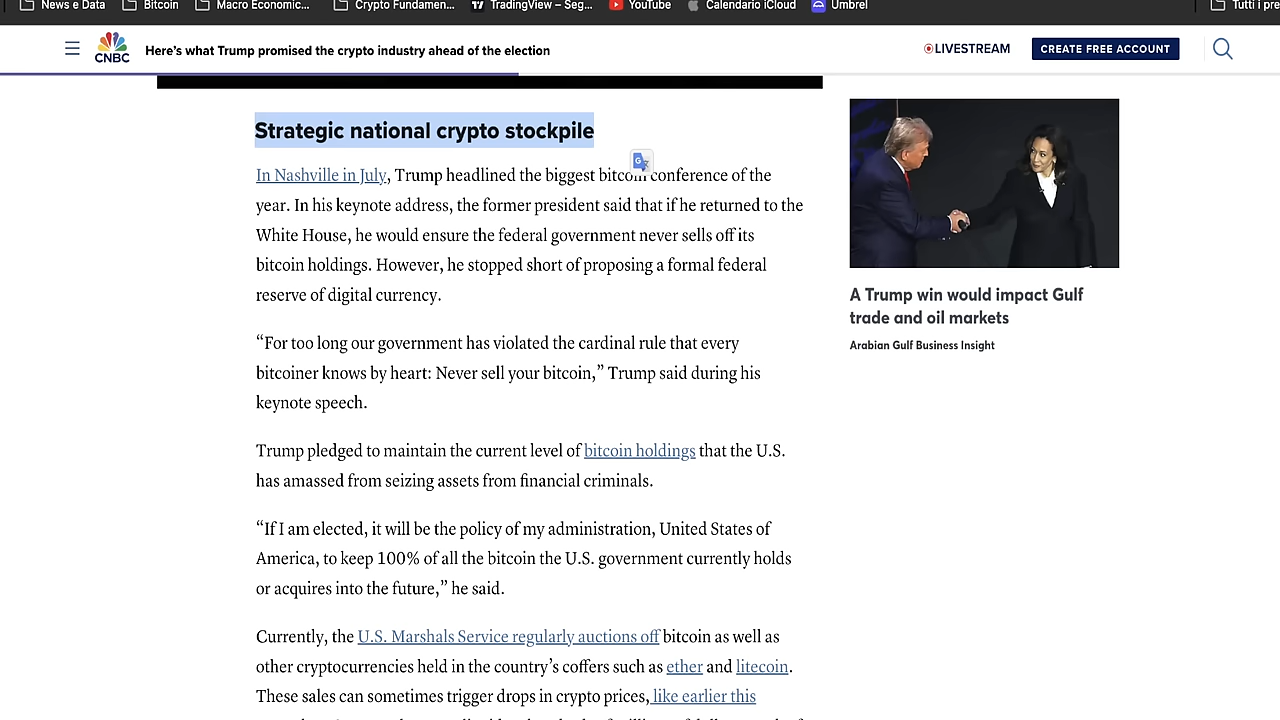 News e Data
Bitcoin
Macro Economic...
Crypto Fundamen...
TradingView – Seg...
YouTube
Calendario iCloud
Umbrel
Tutti i pre
CNBC
Here's what Trump promised the crypto industry ahead of the election
LIVESTREAM
CREATE FREE ACCOUNT
Strategic national crypto stockpile
In Nashville in July, Trump headlined the biggest bitcoin conference of the
year. In his keynote address, the former president said that if he returned to the
White House, he would ensure the federal government never sells off its
bitcoin holdings. However, he stopped short of proposing a formal federal
reserve of digital currency.
“For too long our government has violated the cardinal rule that every
bitcoiner knows by heart: Never sell your bitcoin,” Trump said during his
keynote speech.
Trump pledged to maintain the current level of bitcoin holdings that the U.S.
has amassed from seizing assets from financial criminals.
“If I am elected, it will be the policy of my administration, United States of
America, to keep 100% of all the bitcoin the U.S. government currently holds
or acquires into the future,” he said.
Currently, the U.S. Marshals Service regularly auctions off bitcoin as well as
other cryptocurrencies held in the country’s coffers such as ether and litecoin.
These sales can sometimes trigger drops in crypto prices, like earlier this
A Trump win would impact Gulf
trade and oil markets
Arabian Gulf Business Insight